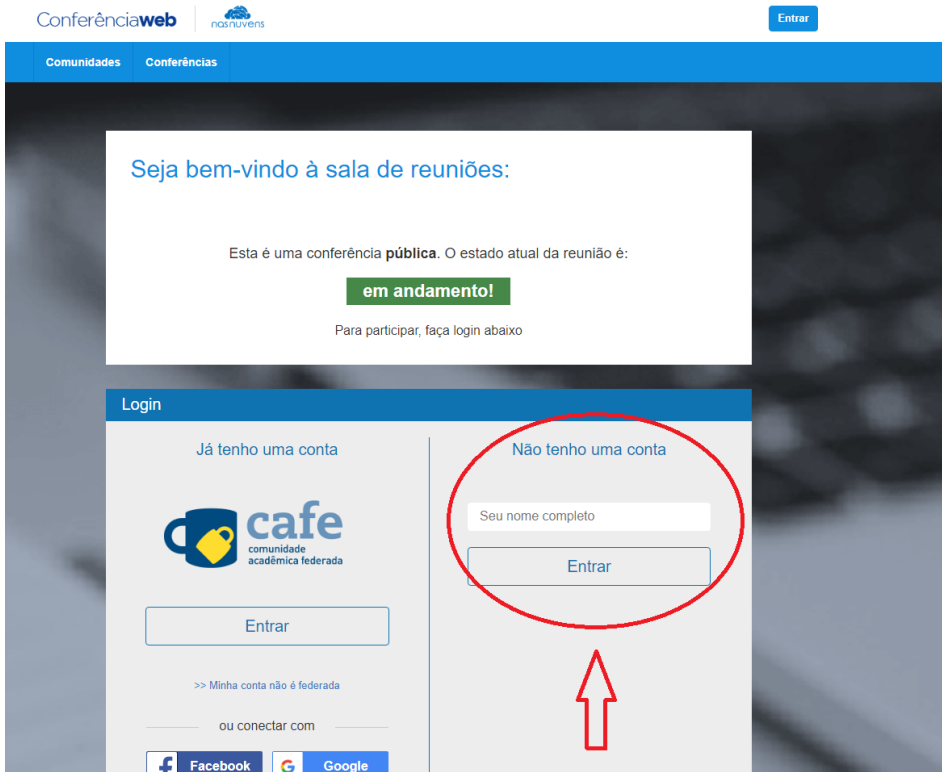 Conferênciaweb
nasnuvens
Entrar
Comunidades
Conferências
Seja bem-vindo à sala de reuniões:
Esta é uma conferência pública. O estado atual da reunião é:
em andamento!
Para participar, faça login abaixo
Login
Já tenho uma conta
cafe
comunidade
acadêmica federada
Entrar
>> Minha conta não é federada
ou conectar com
Facebook
G Google
Não tenho uma conta
Seu nome completo
Entrar